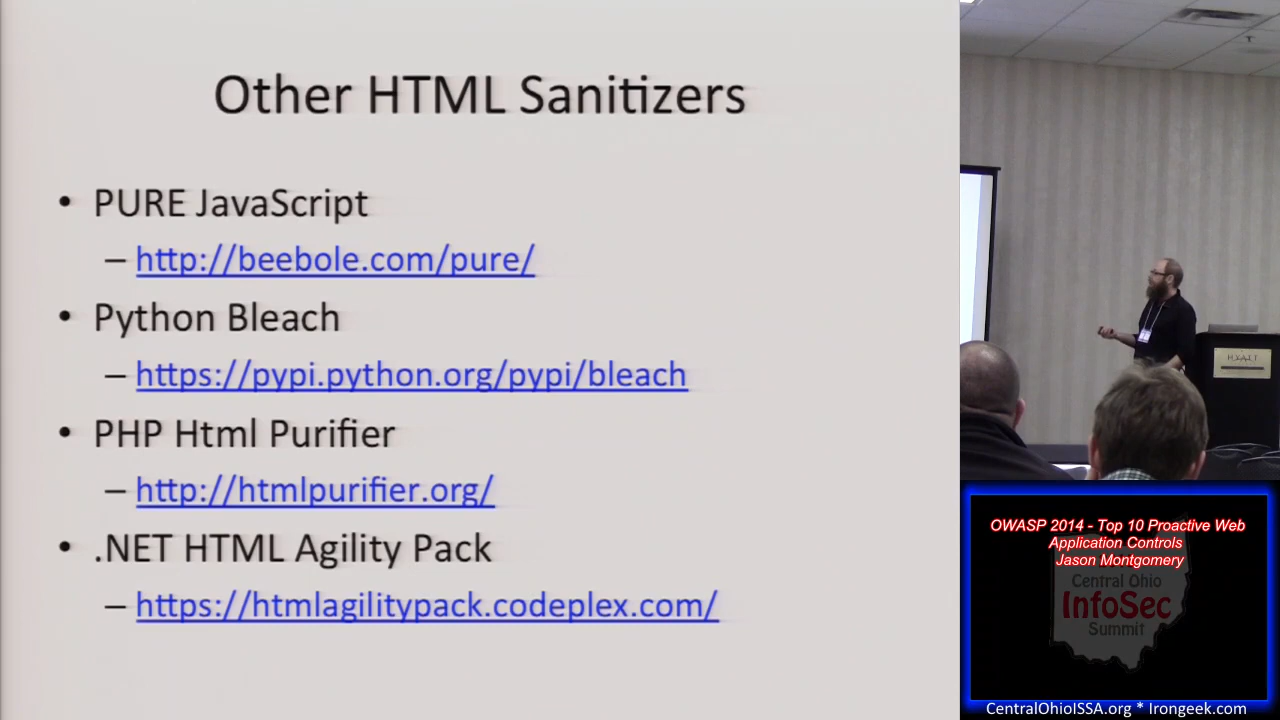 Other HTML Sanitizers
• PURE JavaScript
– http://beebole.com/pure/
• Python Bleach
– https://pypi.python.org/pypi/bleach
• PHP Html Purifier
– http://htmlpurifier.org/
• .NET HTML Agility Pack
– https://htmlagilitypack.codeplex.com/
HYATT
OWASP 2014 - Top 10 Proactive Web
Application Controls
Jason Montgomery
Central Ohio
InfoSec
Summit
CentralOhioISSA.org * Irongeek.com